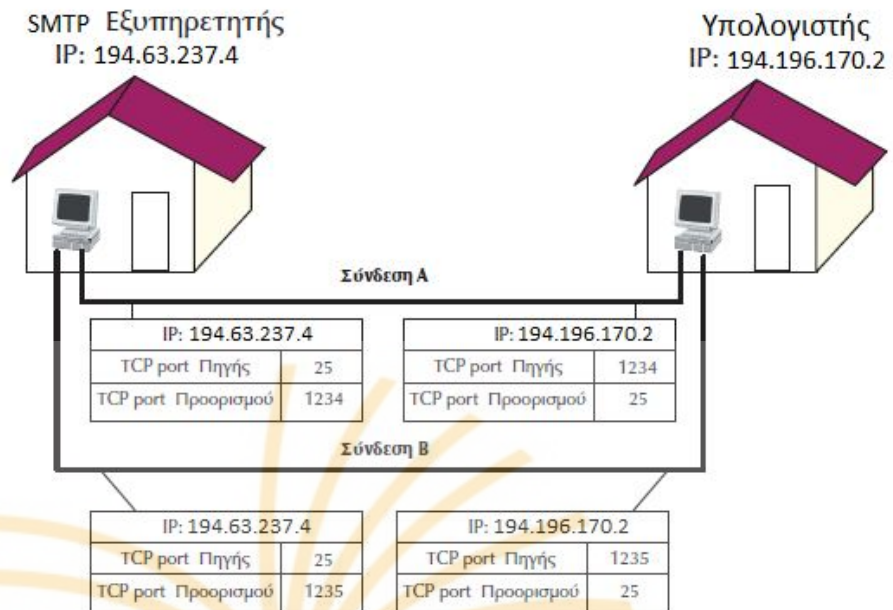 SMTP Εξυπηρετητής
IP: 194.63.237.4
Υπολογιστής
IP: 194.196.170.2
Σύνδεση Α
IP: 194.63.237.4
TCP port Πηγής 25
TCP port Προορισμού 1234
IP: 194.196.170.2
TCP port Πηγής 1234
TCP port Προορισμού 25
Σύνδεση Β
IP: 194.63.237.4
TCP port Πηγής 25
TCP port Προορισμού 1235
IP: 194.196.170.2
TCP port Πηγής 1235
TCP port Προορισμού 25